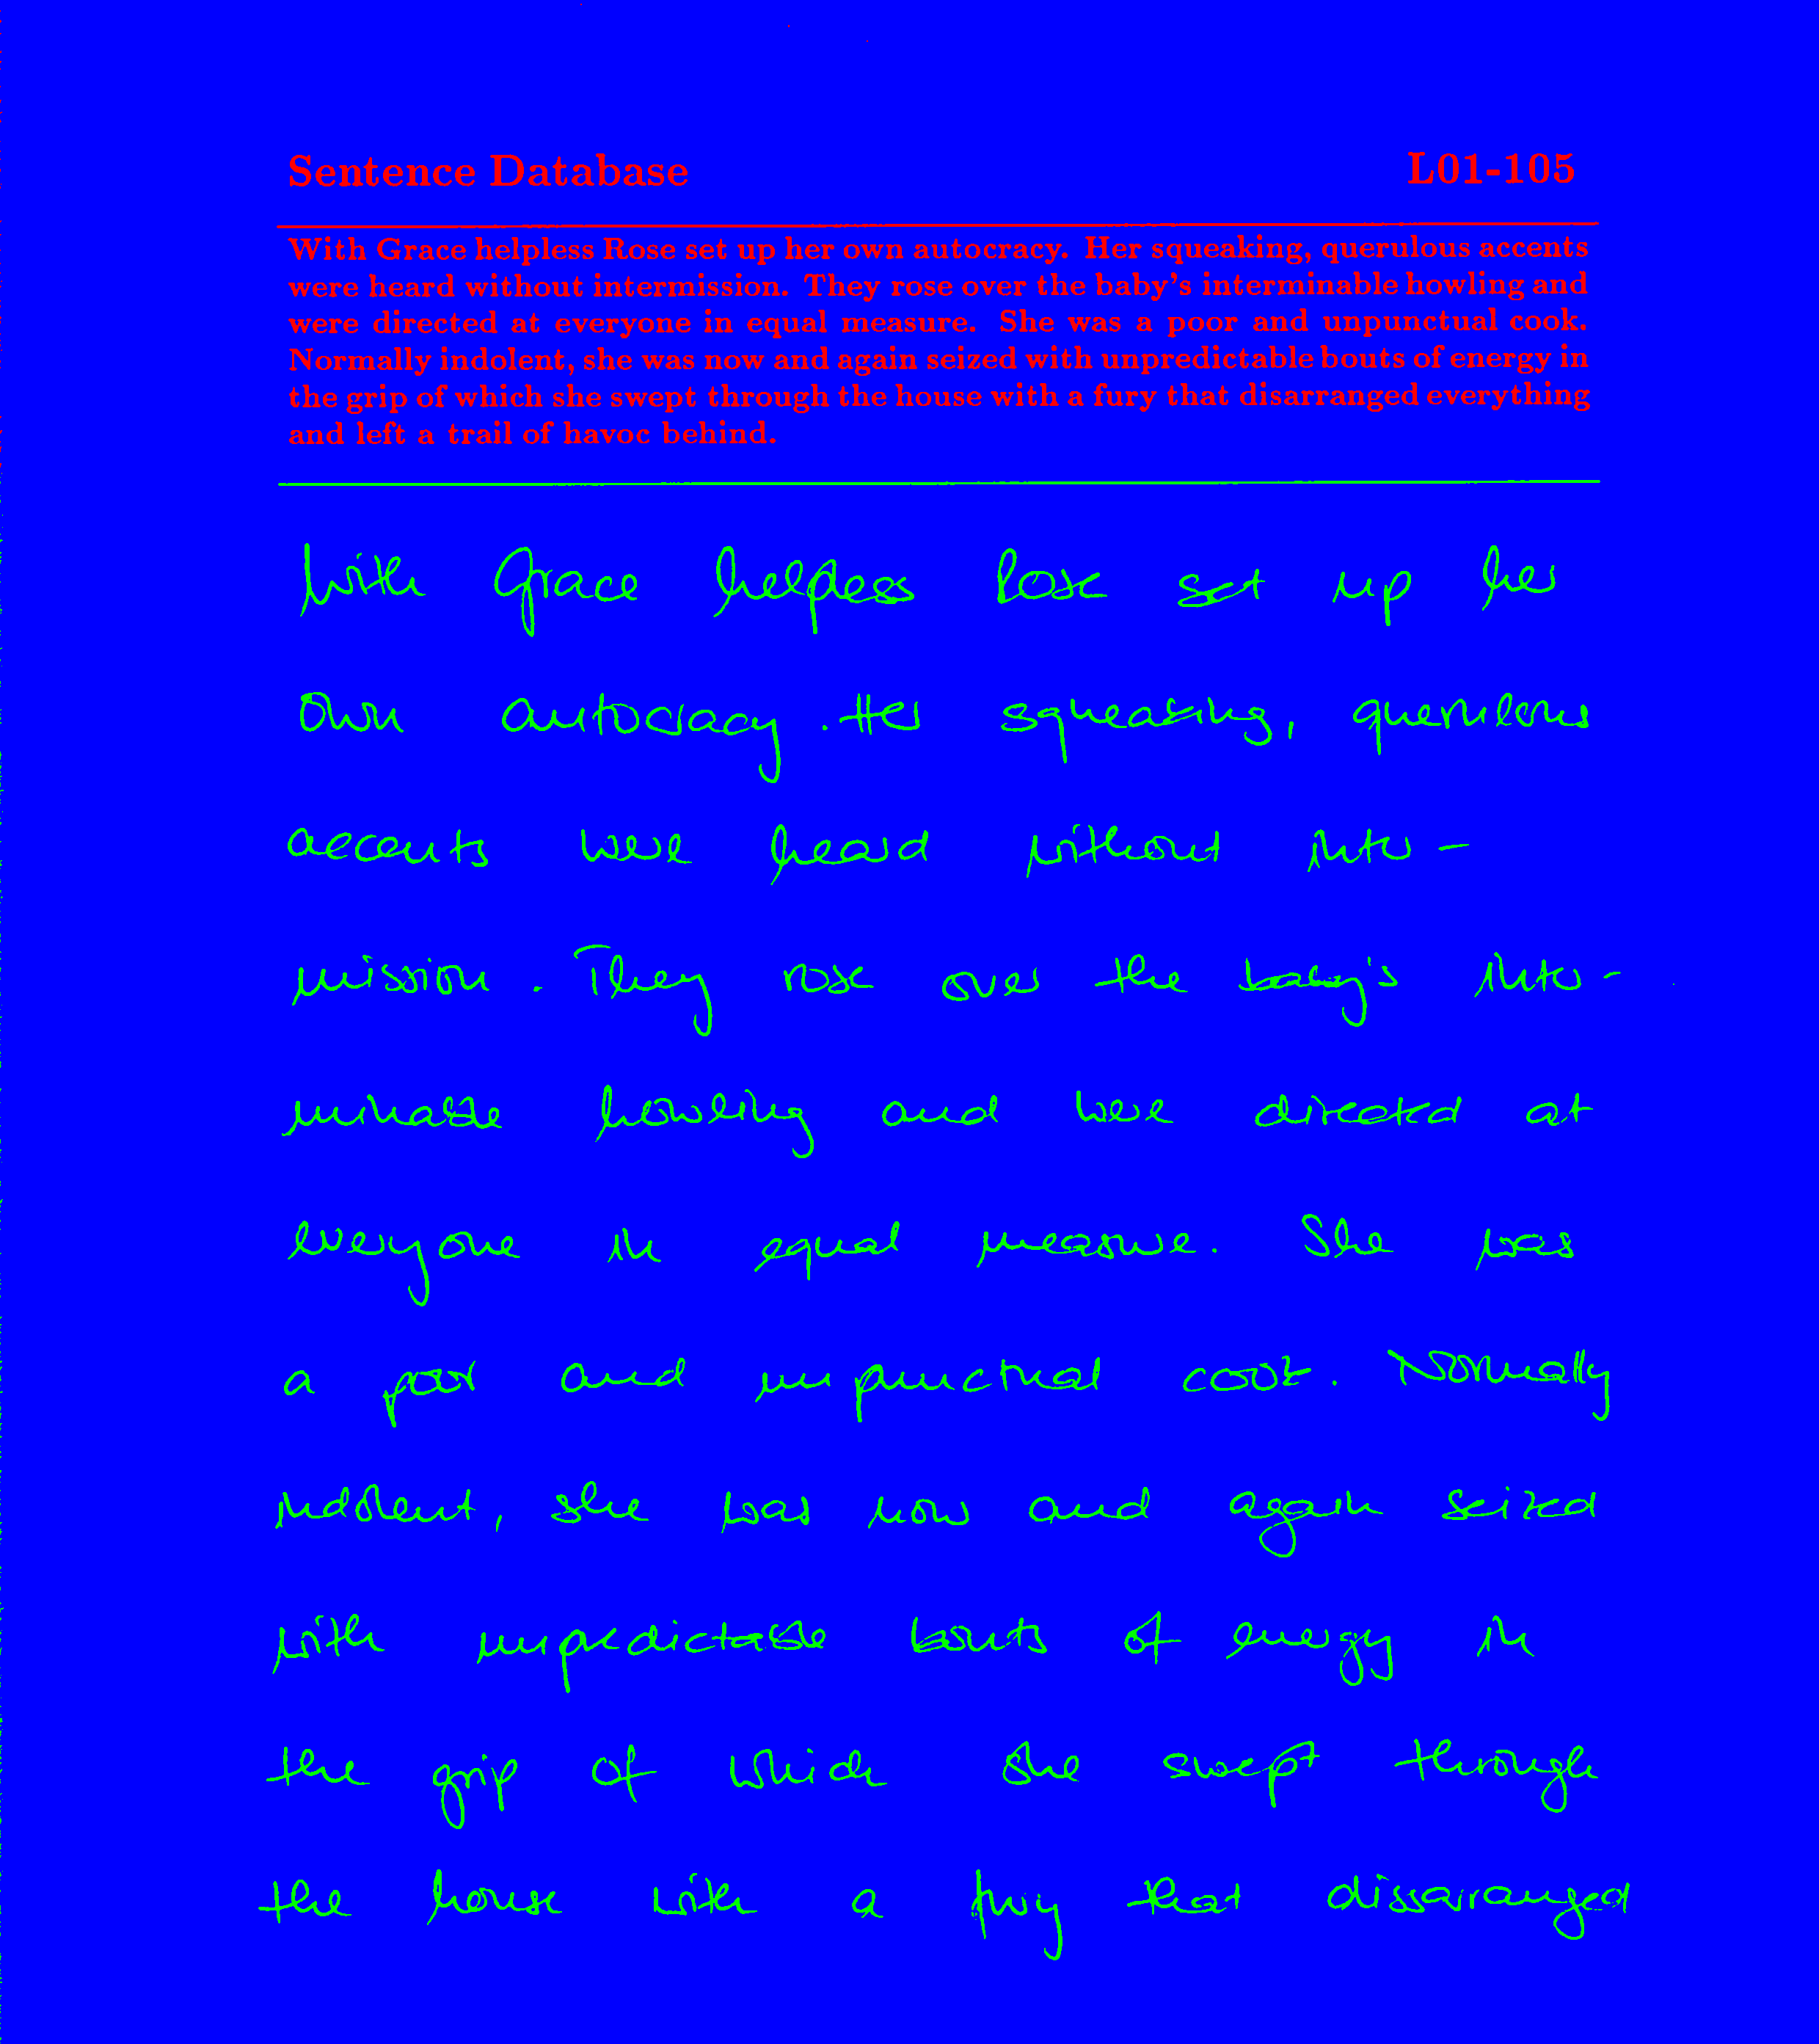 Sentence Database L01-105
With Grace helpless Rose set up her own autocracy. Her squeaking, querulous accents
were heard without intermission. They rose over the baby's interminable howling and
were directed at everyone in equal measure. She was a poor and unpunctual cook.
Normally indolent, she was now and again seized with unpredictable bouts of energy in
the grip of which she swept through the house with a fury that disarranged everything
and left a trail of havoc behind.
With Grace helpless Rose set up her
own autocracy. Her squeaking, querulous
accents were heard without inter-
mission. They rose over the baby's inter-
minable howling and were directed at
everyone in equal measure. She was
a poor and unpunctual cook. Normally
indolent, she was now and again seized
with unpredictable bouts of energy in
the grip of which she swept through
the house with a fury that dissarranged